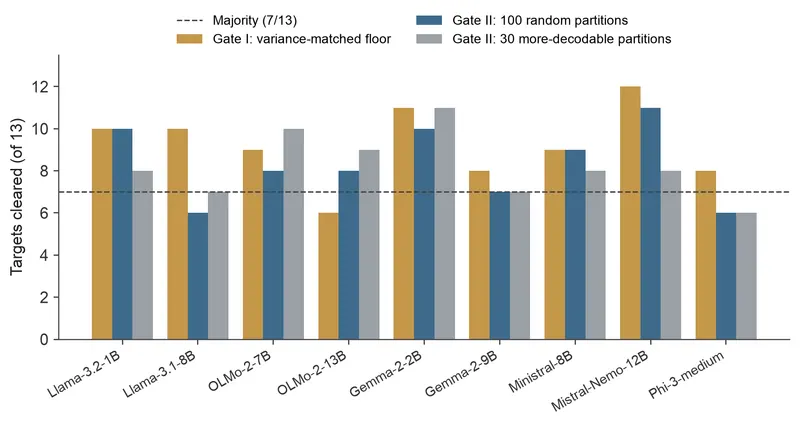 Majority (7/13)
Gate I: variance-matched floor
Gate II: 100 random partitions
Gate II: 30 more-decodable partitions
Targets cleared (of 13)
12
10
8
6
4
2
0
Llama-3.2-1B
Llama-3.1-8B
OLMo-2-7B
OLMo-2-13B
Gemma-2-2B
Gemma-2-9B
Ministral-8B
Mistral-Nemo-12B
Phi-3-medium